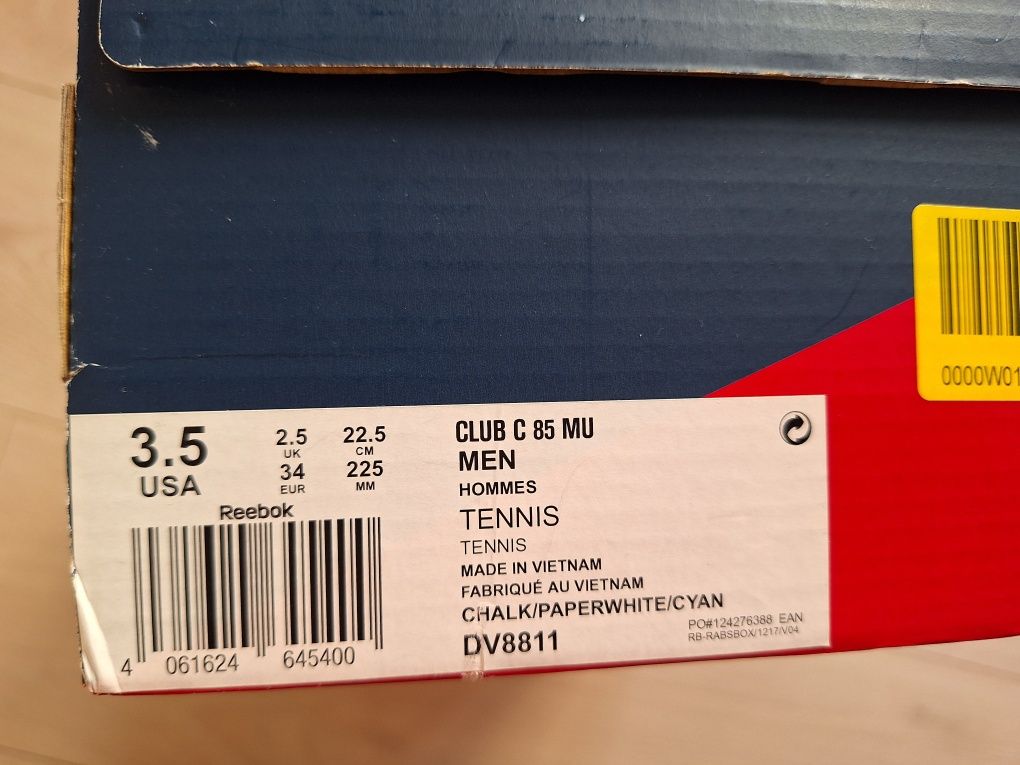 0000W01
3.5
USA
2.5
UK
34
EUR
22.5
CM
225
MM
Reebok
4 061624 645400
CLUB C 85 MU
MEN
HOMMES
TENNIS
TENNIS
MADE IN VIETNAM
FABRIQUÉ AU VIETNAM
CHALK/PAPERWHITE/CYAN
DV8811
PO#124276388 EAN
RB-RABSBOX/1217/V04